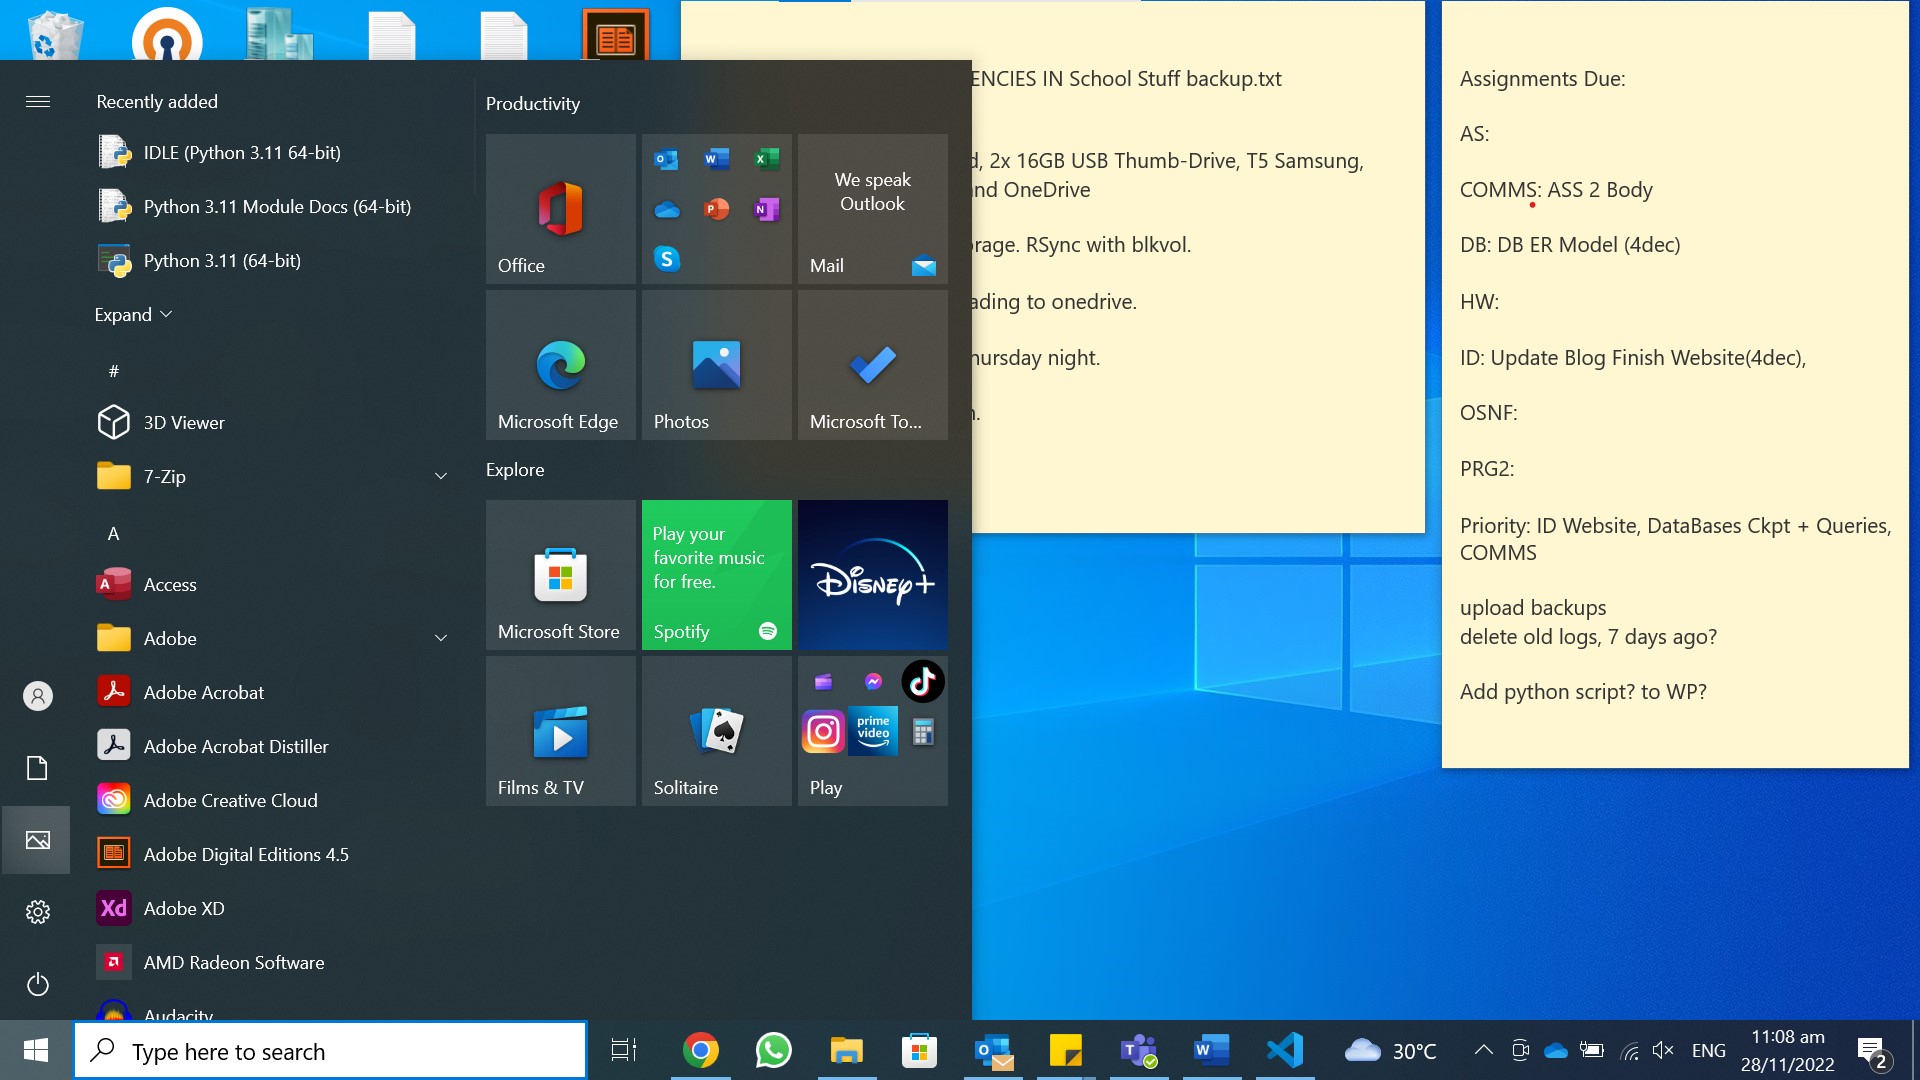 Recently added
IDLE (Python 3.11 64-bit)
Python 3.11 Module Docs (64-bit)
Python 3.11 (64-bit)
Expand
#
3D Viewer
7-Zip
A
Access
Adobe
Adobe Acrobat
Adobe Acrobat Distiller
Adobe Creative Cloud
Adobe Digital Editions 4.5
Xd
Adobe XD
AMD Radeon Software
Audacity
Productivity
Office
We speak
Outlook
Mail
Microsoft Edge
Photos
Microsoft To...
Explore
Microsoft Store
Play your
favorite music
for free.
Spotify
Disney+
Films & TV
Solitaire
prime
video
Play
ENCIES IN School Stuff backup.txt
d, 2x 16GB USB Thumb-Drive, T5 Samsung,
nd OneDrive
orage. RSync with blkvol.
ading to onedrive.
hursday night.
n.
Assignments Due:
AS:
COMMS: ASS 2 Body
DB: DB ER Model (4dec)
HW:
ID: Update Blog Finish Website(4dec),
OSNF:
PRG2:
Priority: ID Website, DataBases Ckpt + Queries,
COMMS
upload backups
delete old logs, 7 days ago?
Add python script? to WP?
Type here to search
30°C
ENG
11:08 am
28/11/2022
2